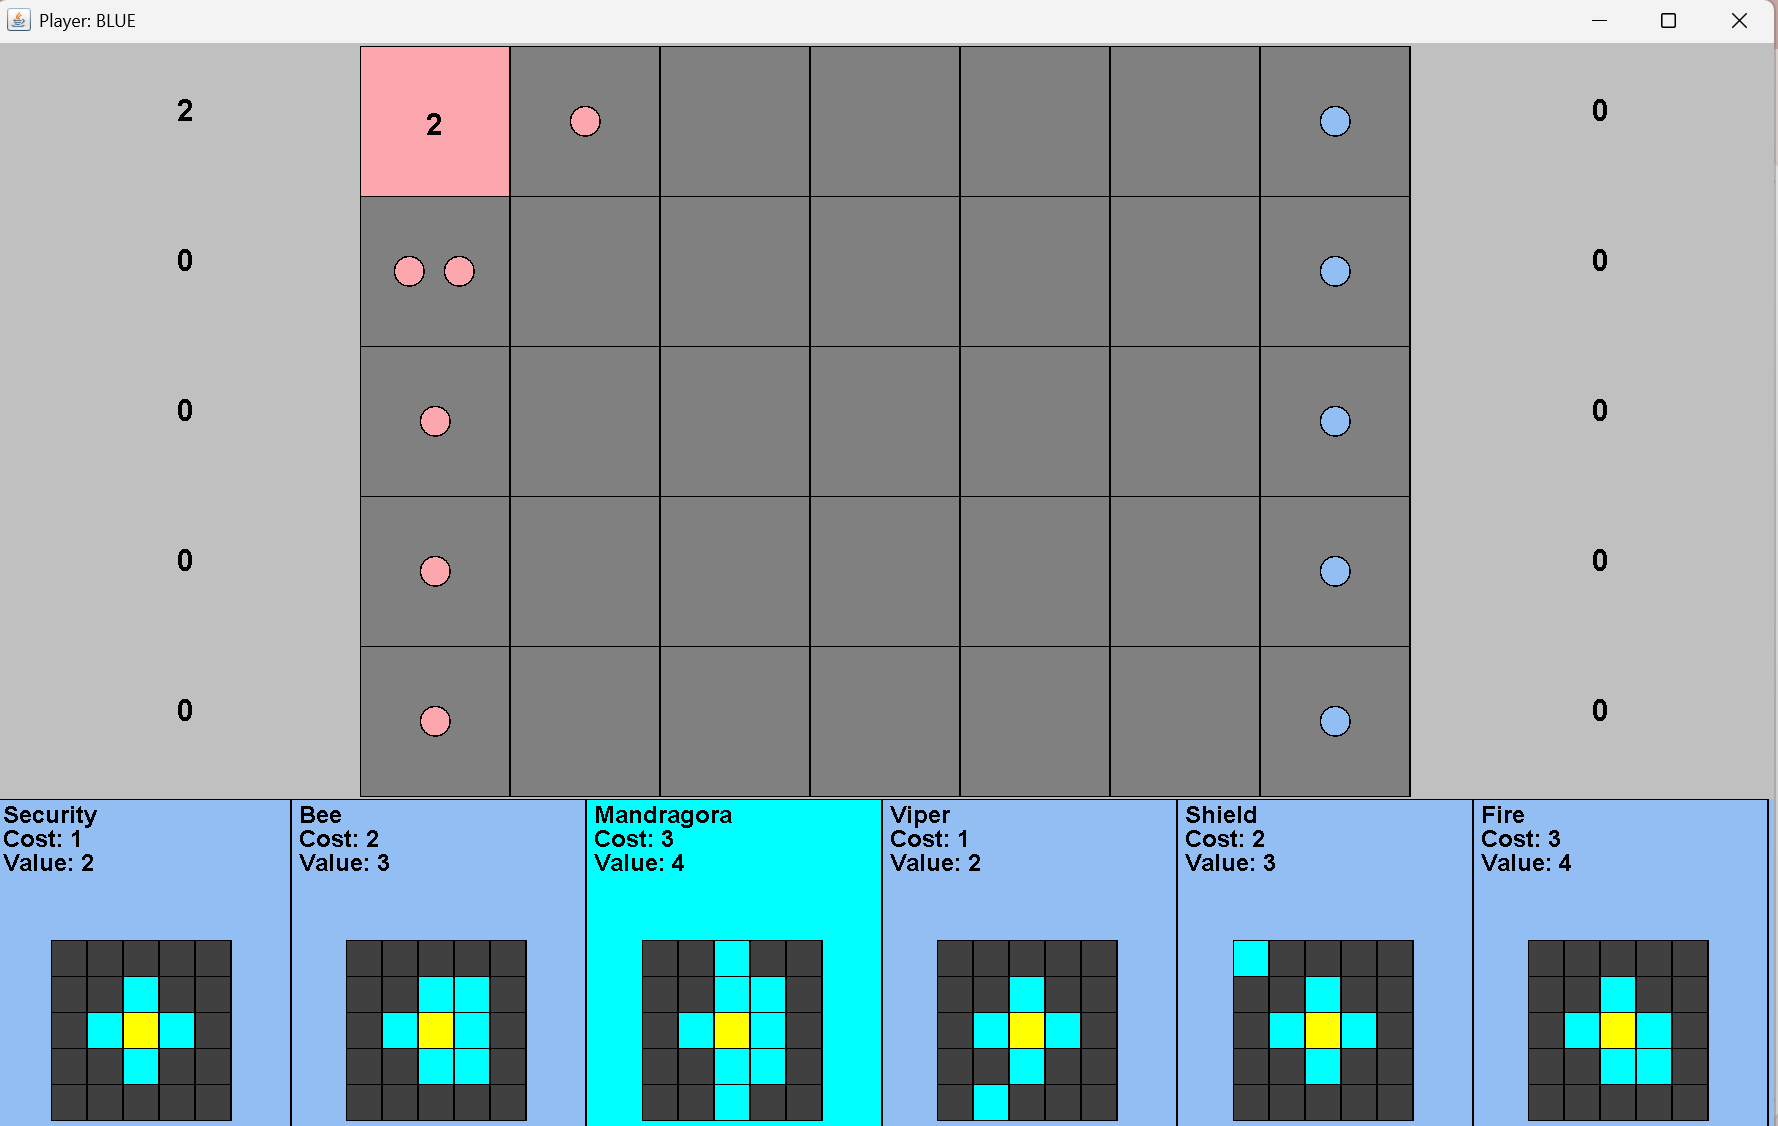 Player: BLUE
2 2 0
0 0
0 0
0 0
0 0
Security
Cost: 1
Value: 2
Bee
Cost: 2
Value: 3
Mandragora
Cost: 3
Value: 4
Viper
Cost: 1
Value: 2
Shield
Cost: 2
Value: 3
Fire
Cost: 3
Value: 4